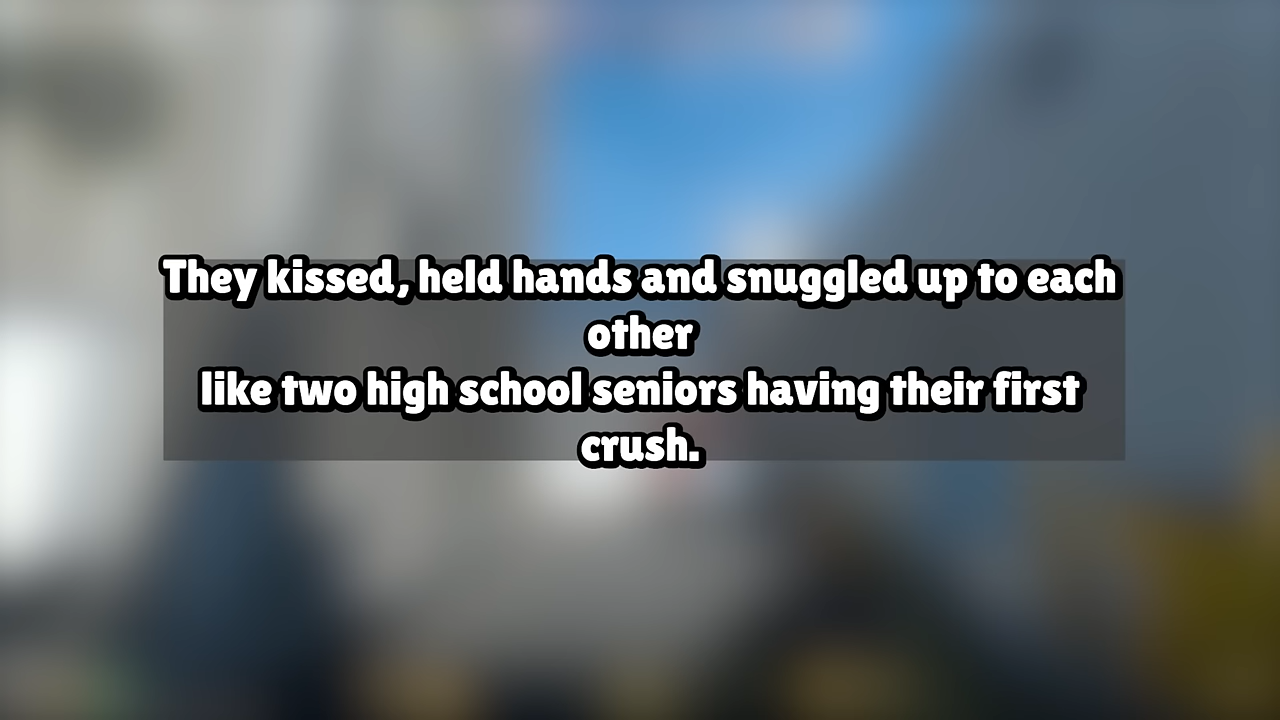 They kissed, held hands and snuggled up to each
other
like two high school seniors having their first
crush.